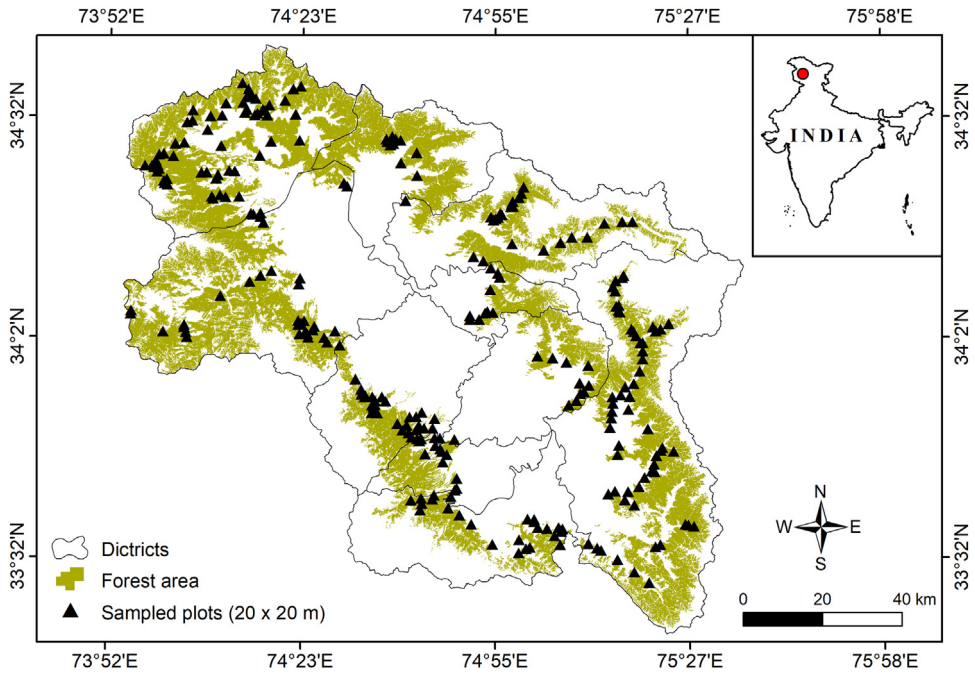 73°52'E 74°23'E 74°55'E 75°27'E 75°58'E
34°32'N 34°32'N
INDIA
34°2'N 34°2'N
N
W E
S
33°32'N 33°32'N
Dictricts
Forest area
Sampled plots (20 x 20 m)
0 20 40 km
73°52'E 74°23'E 74°55'E 75°27'E 75°58'E